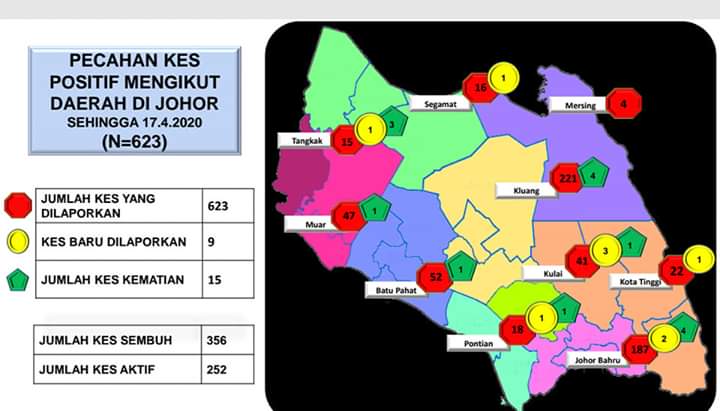 PECAHAN KES
POSITIF MENGIKUT
DAERAH DI JOHOR
SEHINGGA 17.4.2020
(N=623)
JUMLAH KES YANG
DILAPORKAN
623
KES BARU DILAPORKAN
9
JUMLAH KES KEMATIAN
15
JUMLAH KES SEMBUH
356
JUMLAH KES AKTIF
252
Segamat
16
1
Mersing
4
Tangkak
15
1
3
Kluang
221
4
Muar
47
1
Kulai
41
3
1
Kota Tinggi
22
1
Batu Pahat
52
1
Pontian
18
1
1
Johor Bahru
187
2
4